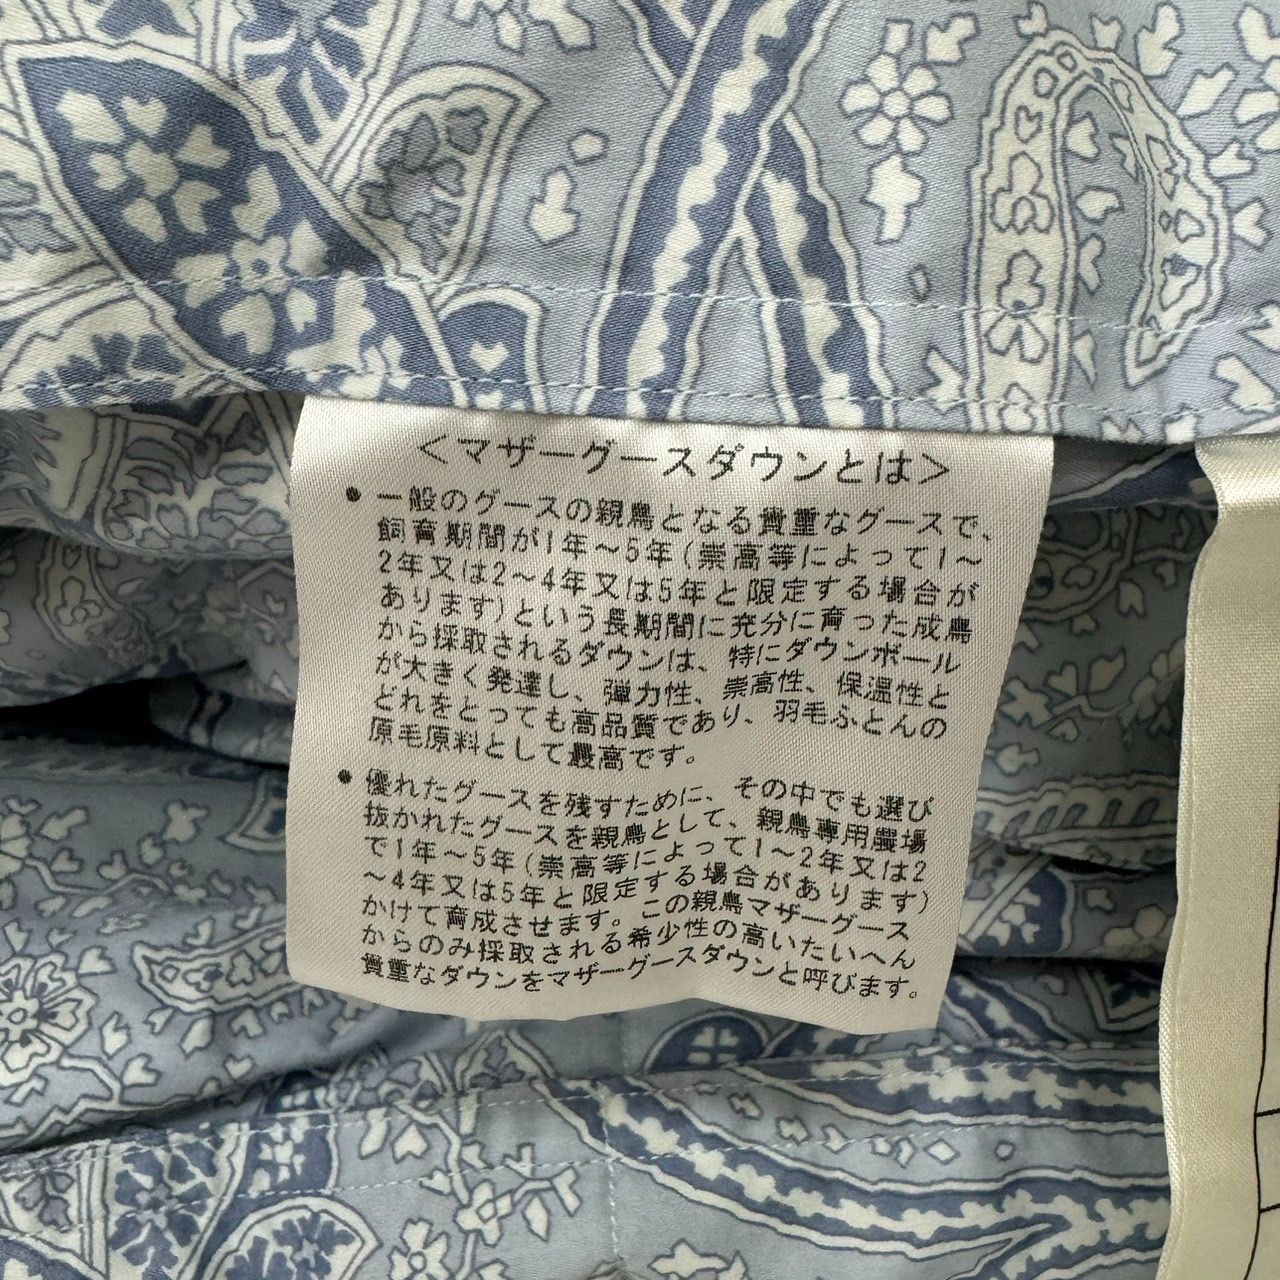 ＜マザーグースダウンとは＞
●一般のグースの親鳥となる貴重なグースで、
飼育期間が1年～5年(崇高等によって1～
2年又は2～4年又は5年と限定する場合が
あります)という長期間に充分に育った成鳥
から採取されるダウンは、特にダウンボール
が大きく発達し、弾力性、崇高性、保温性と
どれをとっても高品質であり、羽毛ふとんの
原毛原料として最高です。
●優れたグースを残すために、その中でも選び
抜かれたグースを親鳥として、親鳥専用農場
で1年～5年(崇高等によって1～2年又は2
～4年又は5年と限定する場合があります)
かけて育成させます。この親鳥マザーグース
からのみ採取される希少性の高いたいへん
貴重なダウンをマザーグースダウンと呼びます。